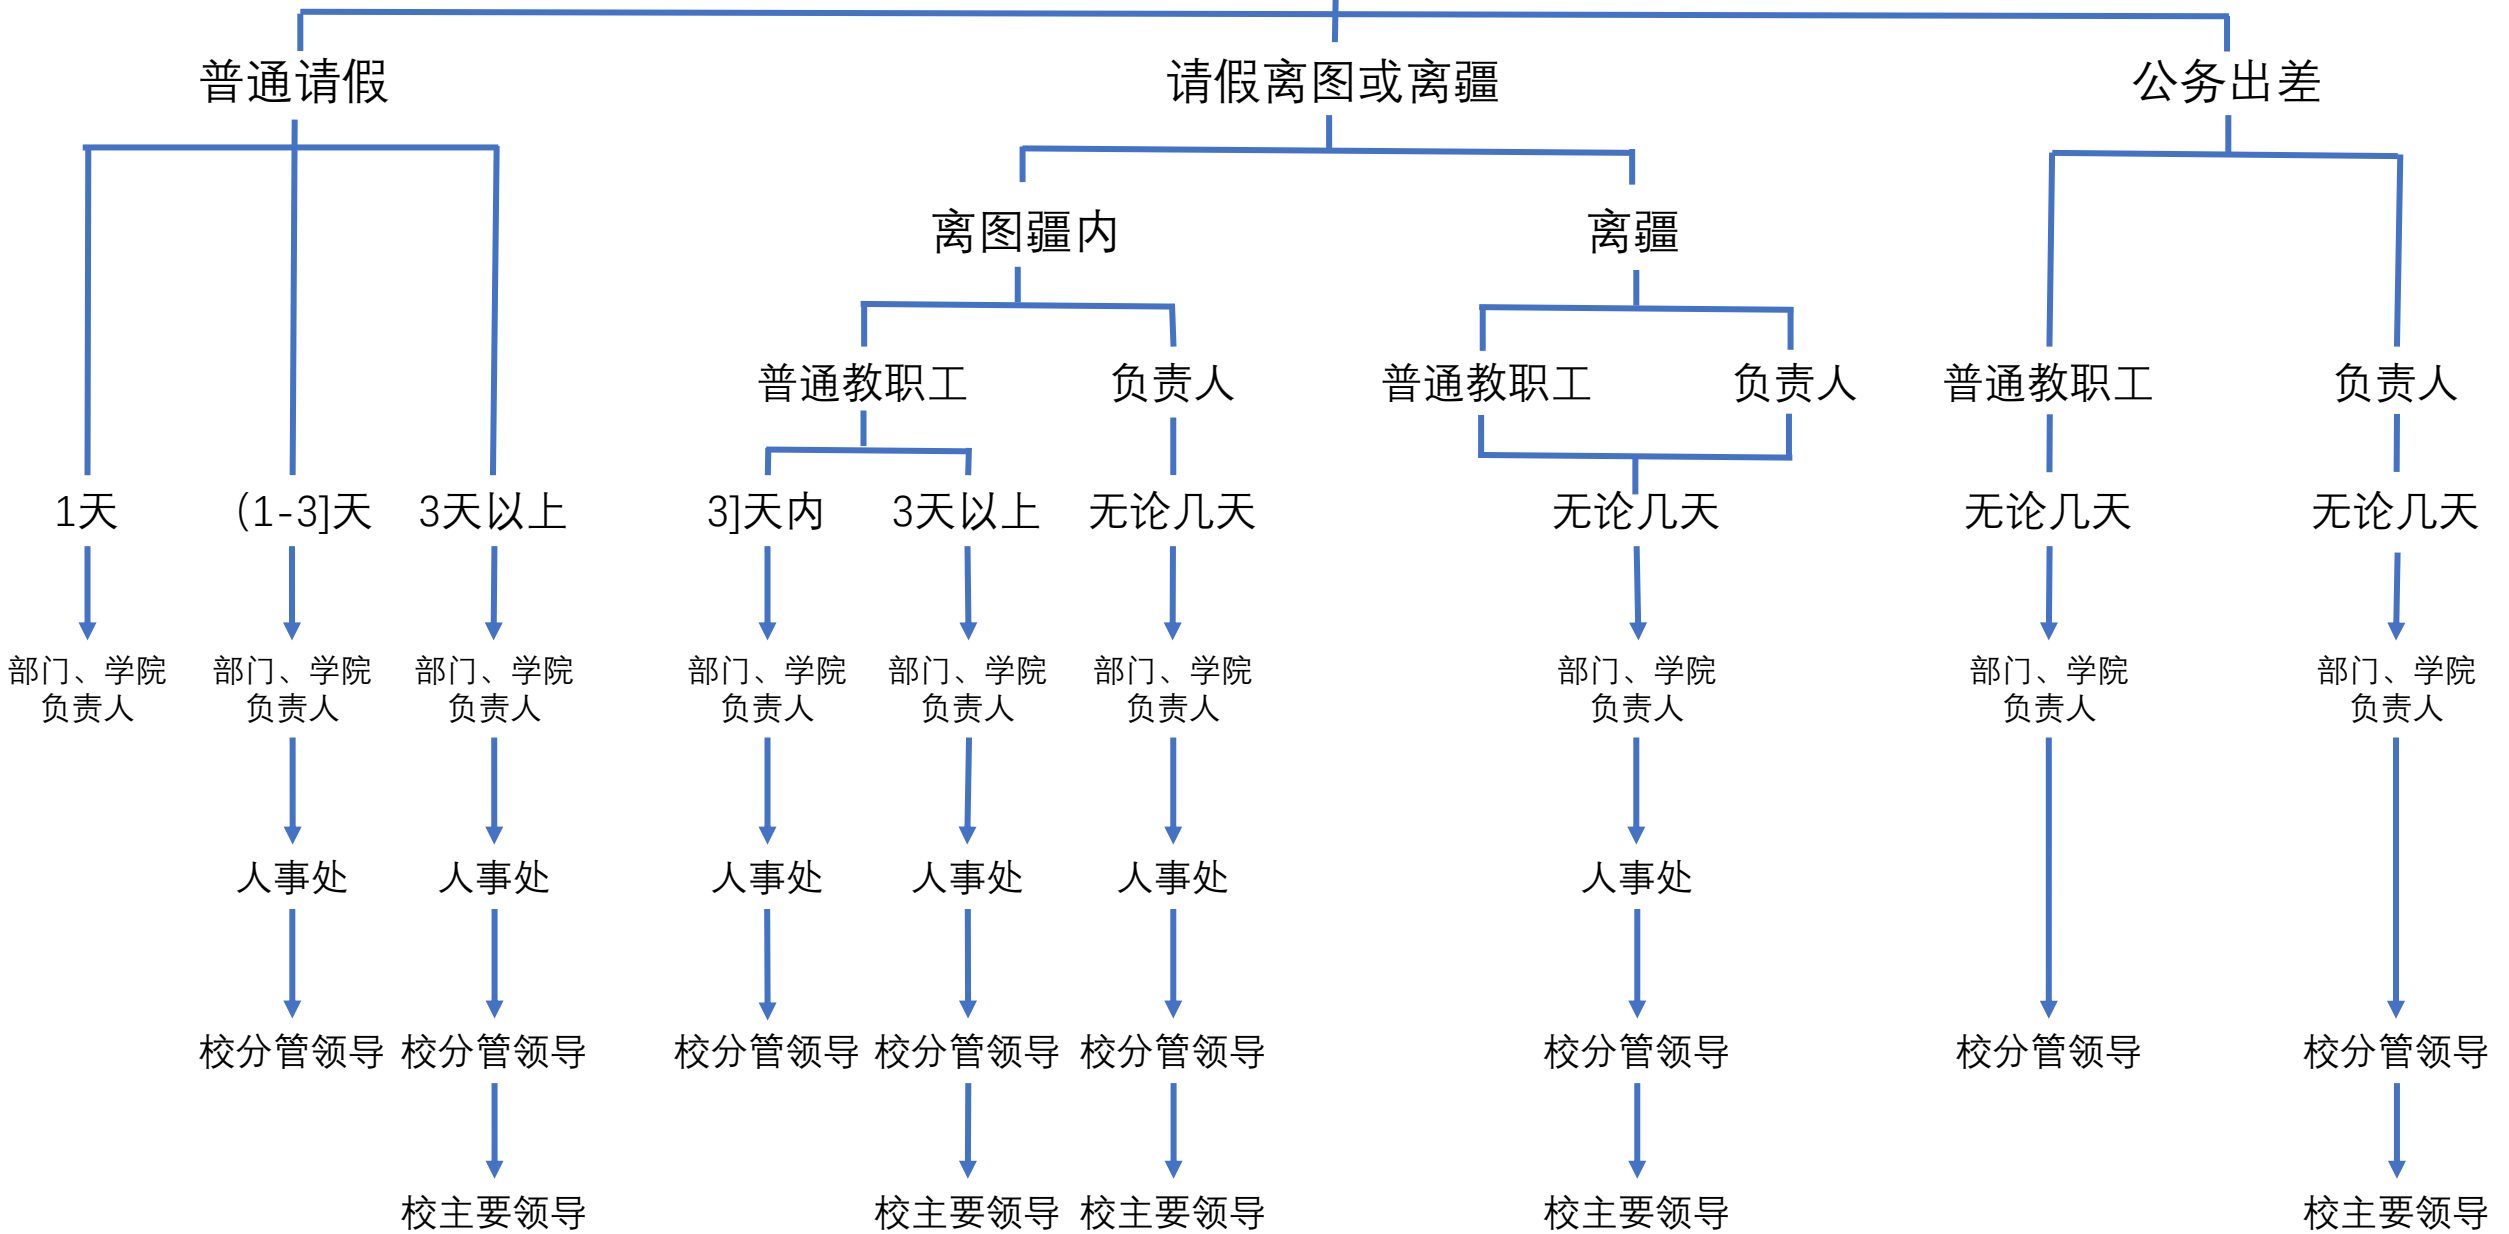 普通请假
请假离图或离疆
公务出差
离图疆内
离疆
普通教职工
负责人
普通教职工
负责人
普通教职工
负责人
1天
(1-3]天
3天以上
3]天内
3天以上
无论几天
无论几天
无论几天
无论几天
部门、学院
负责人
部门、学院
负责人
部门、学院
负责人
部门、学院
负责人
部门、学院
负责人
部门、学院
负责人
部门、学院
负责人
部门、学院
负责人
部门、学院
负责人
人事处
人事处
人事处
人事处
人事处
人事处
校分管领导
校分管领导
校分管领导
校分管领导
校分管领导
校分管领导
校分管领导
校分管领导
校主要领导
校主要领导
校主要领导
校主要领导
校主要领导